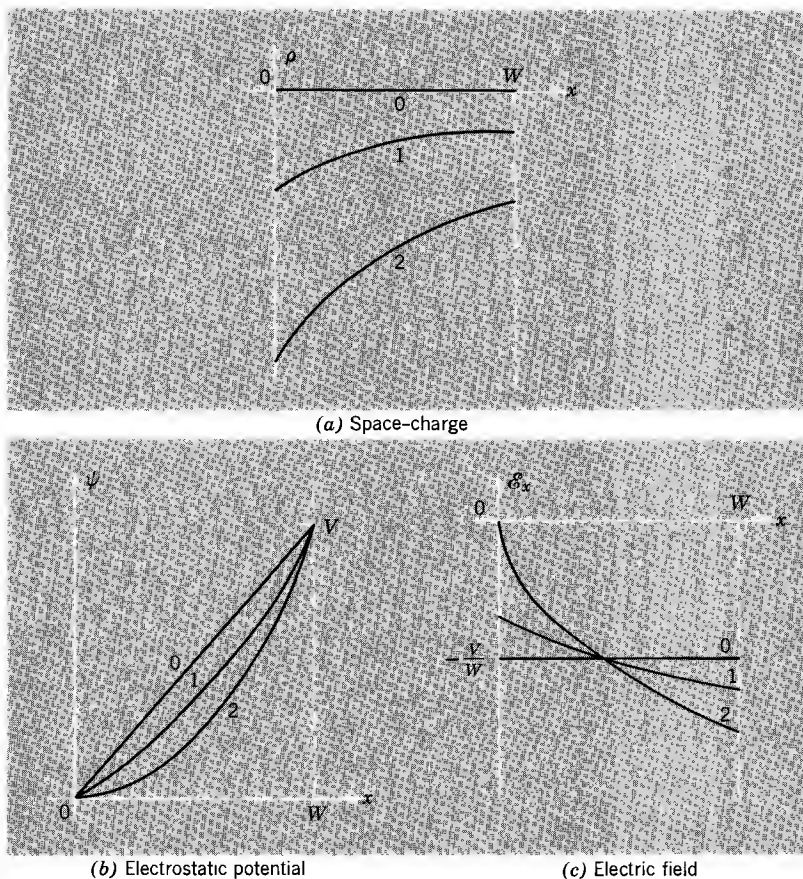 ρ
0 W x
0
1
2
(a) Space-charge
ψ
V
0
1
2
0 W x
(b) Electrostatic potential
ℰx
0 W x
-V/W
0
1
2
(c) Electric field